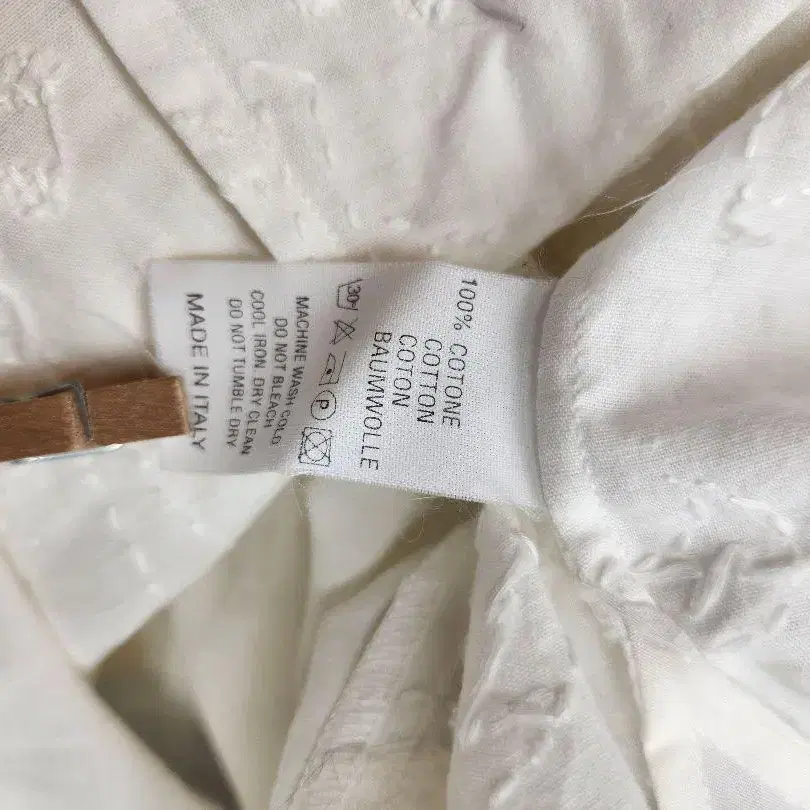 100% COTONE
COTTON
COTON
BAUMWOLLE
30°
P
MACHINE WASH COLD
DO NOT BLEACH
COOL IRON. DRY CLEAN
DO NOT TUMBLE DRY
MADE IN ITALY